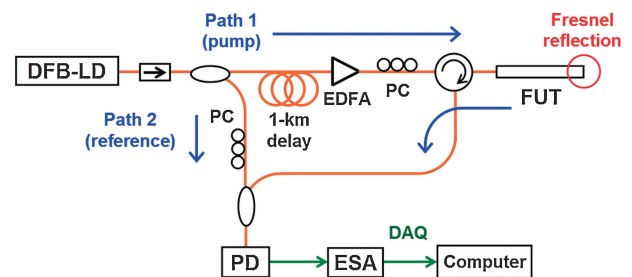 Path 1
(pump)
Fresnel
reflection
DFB-LD
EDFA
PC
FUT
1-km
delay
Path 2
(reference)
PC
DAQ
PD
ESA
Computer